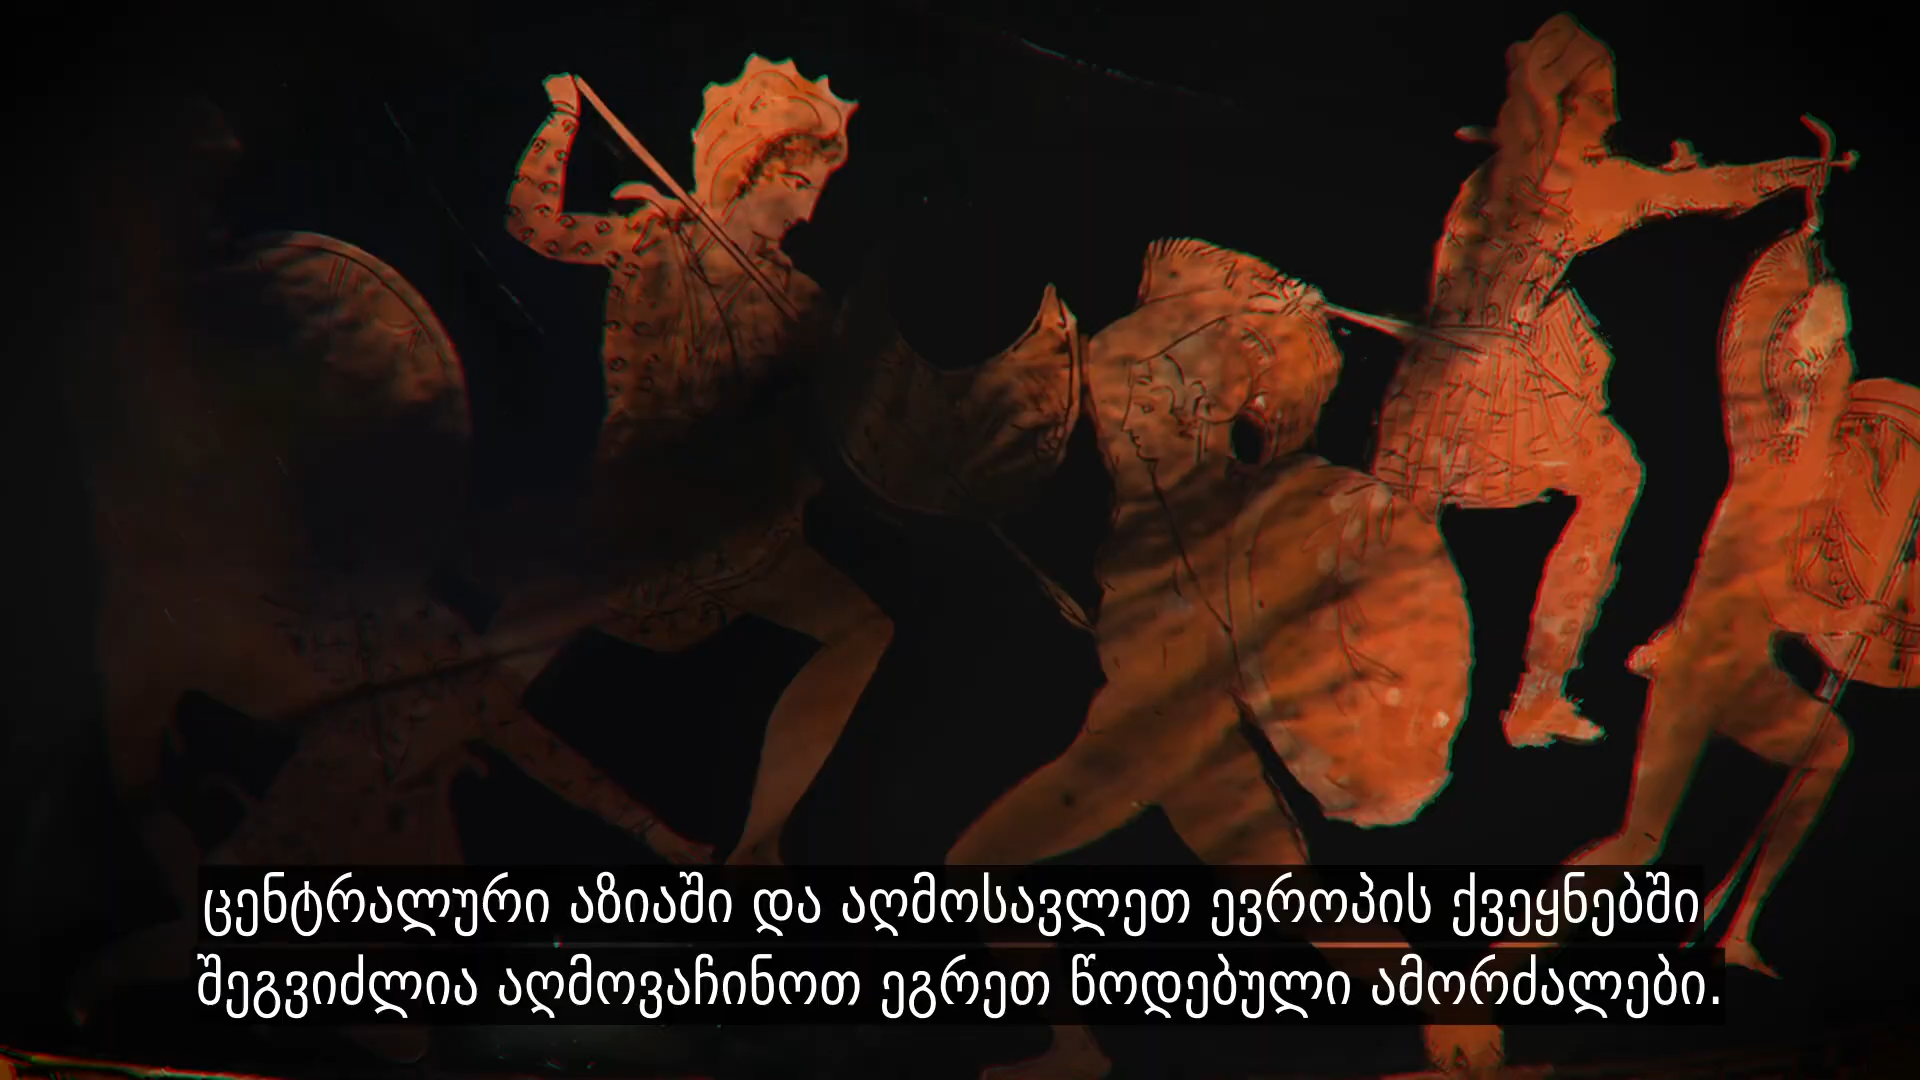 ცენტრალური აზიაში და აღმოსავლეთ ევროპის ქვეყნებში
შეგვიძლია აღმოვაჩინოთ ეგრეთ წოდებული ამორძალები.